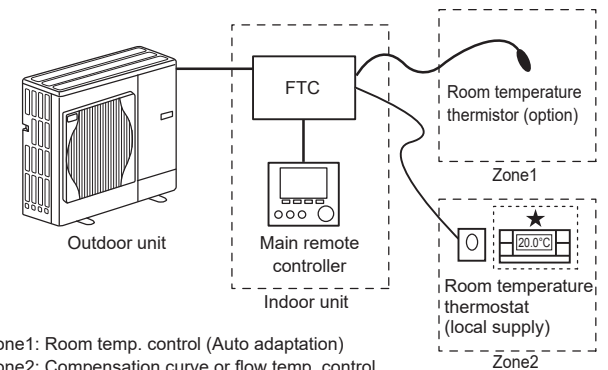 FTC
Room temperature
thermistor (option)
Zone1
Outdoor unit
Main remote
controller
Indoor unit
20.0°C
Room temperature
thermostat
(local supply)
Zone2
one1: Room temp. control (Auto adaptation)
one2: Compensation curve or flow temp. control